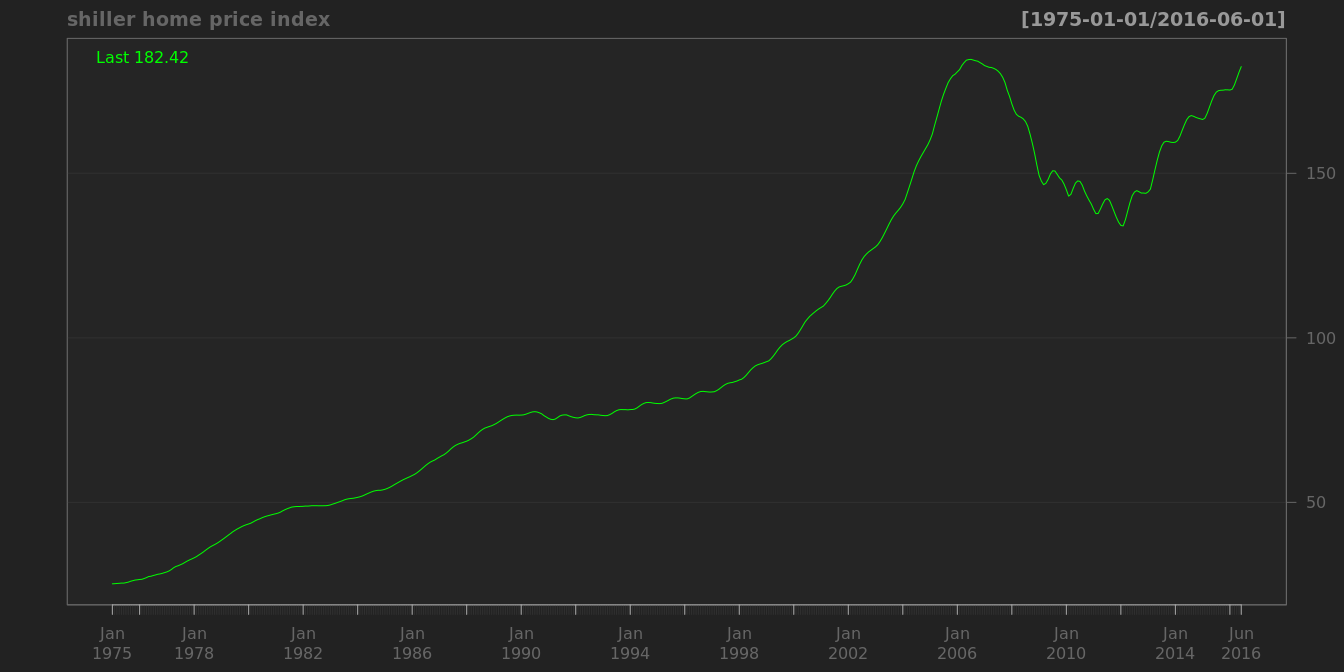 shiller home price index
[1975-01-01/2016-06-01]
Last 182.42
150
100
50
Jan Jan Jan Jan Jan Jan Jan Jan Jan Jan Jan Jun
1975 1978 1982 1986 1990 1994 1998 2002 2006 2010 2014 2016